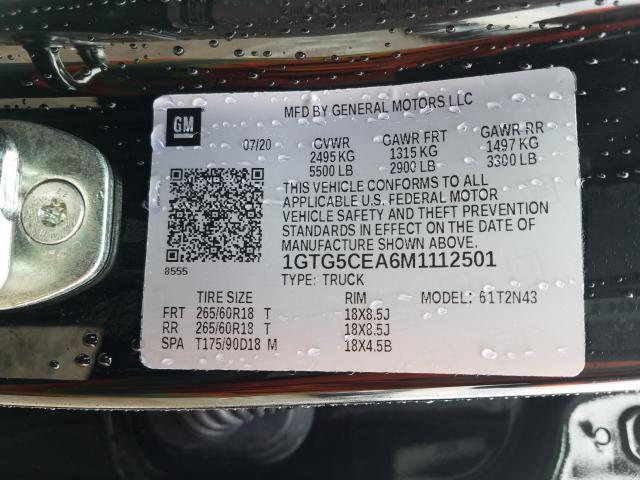 MFD BY GENERAL MOTORS LLC
GM
07/20 GVWR GAWR FRT GAWR RR
2495 KG 1315 KG 1497 KG
5500 LB 2900 LB 3300 LB
THIS VEHICLE CONFORMS TO ALL
APPLICABLE U.S. FEDERAL MOTOR
VEHICLE SAFETY AND THEFT PREVENTION
STANDARDS IN EFFECT ON THE DATE OF
MANUFACTURE SHOWN ABOVE.
8555 1GTG5CEA6M1112501
TYPE: TRUCK
TIRE SIZE RIM MODEL: 61T2N43
FRT 265/60R18 T 18X8.5J
RR 265/60R18 T 18X8.5J
SPA T175/90D18 M 18X4.5B